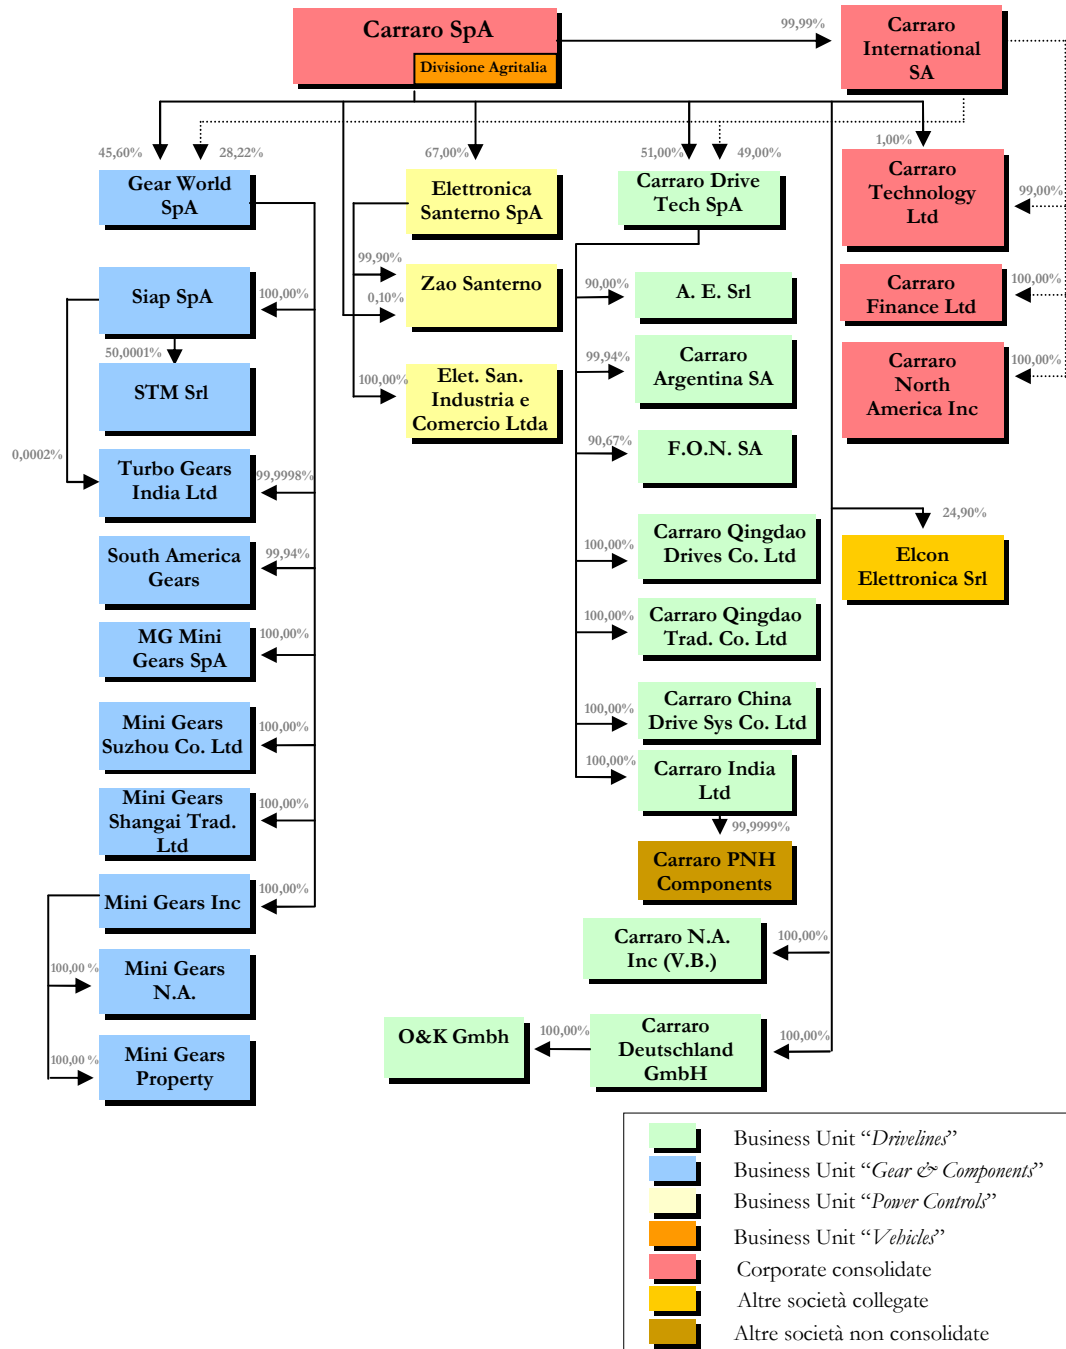 Carraro SpA
Divisione Agritalia
99,99%
Carraro
International
SA
45,60%
28,22%
67,00%
51,00%
49,00%
1,00%
Gear World
SpA
Elettronica
Santerno SpA
Carraro Drive
Tech SpA
Carraro
Technology
Ltd
99,00%
99,90%
Zao Santerno
0,10%
Siap SpA
100,00%
90,00%
A. E. Srl
Carraro
Finance Ltd
100,00%
50,0001%
STM Srl
100,00%
Elet. San.
Industria e
Comercio Ltda
99,94%
Carraro
Argentina SA
Carraro
North
America Inc
100,00%
0,0002%
Turbo Gears
India Ltd
99,9998%
90,67%
F.O.N. SA
24,90%
Elcon
Elettronica Srl
South America
Gears
99,94%
100,00%
Carraro Qingdao
Drives Co. Ltd
MG Mini
Gears SpA
100,00%
100,00%
Carraro Qingdao
Trad. Co. Ltd
Mini Gears
Suzhou Co. Ltd
100,00%
100,00%
Carraro China
Drive Sys Co. Ltd
Mini Gears
Shangai Trad.
Ltd
100,00%
100,00%
Carraro India
Ltd
99,9999%
Carraro PNH
Components
Mini Gears Inc
100,00%
Carraro N.A.
Inc (V.B.)
100,00%
100,00 %
Mini Gears
N.A.
100,00 %
Mini Gears
Property
O&K Gmbh
100,00%
Carraro
Deutschland
GmbH
100,00%
Business Unit “Drivelines”
Business Unit “Gear & Components”
Business Unit “Power Controls”
Business Unit “Vehicles”
Corporate consolidate
Altre società collegate
Altre società non consolidate